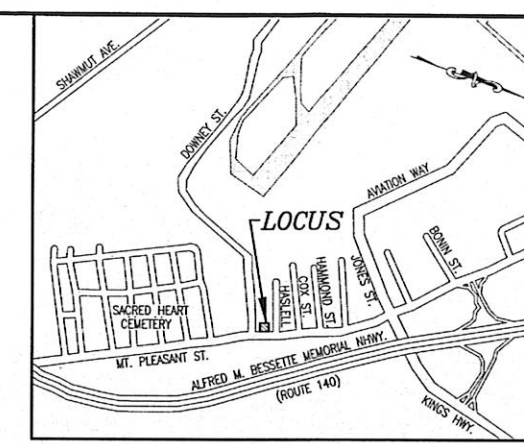 SHAWMUT AVE.
DOWNEY ST.
AVIATION WAY
LOCUS
BONIN ST.
HASLELL
COX ST.
HAMMOND ST.
JONES ST.
SACRED HEART
CEMETERY
MT. PLEASANT ST.
ALFRED M. BESSETTE MEMORIAL NHWY.
(ROUTE 140)
KINGS HWY.